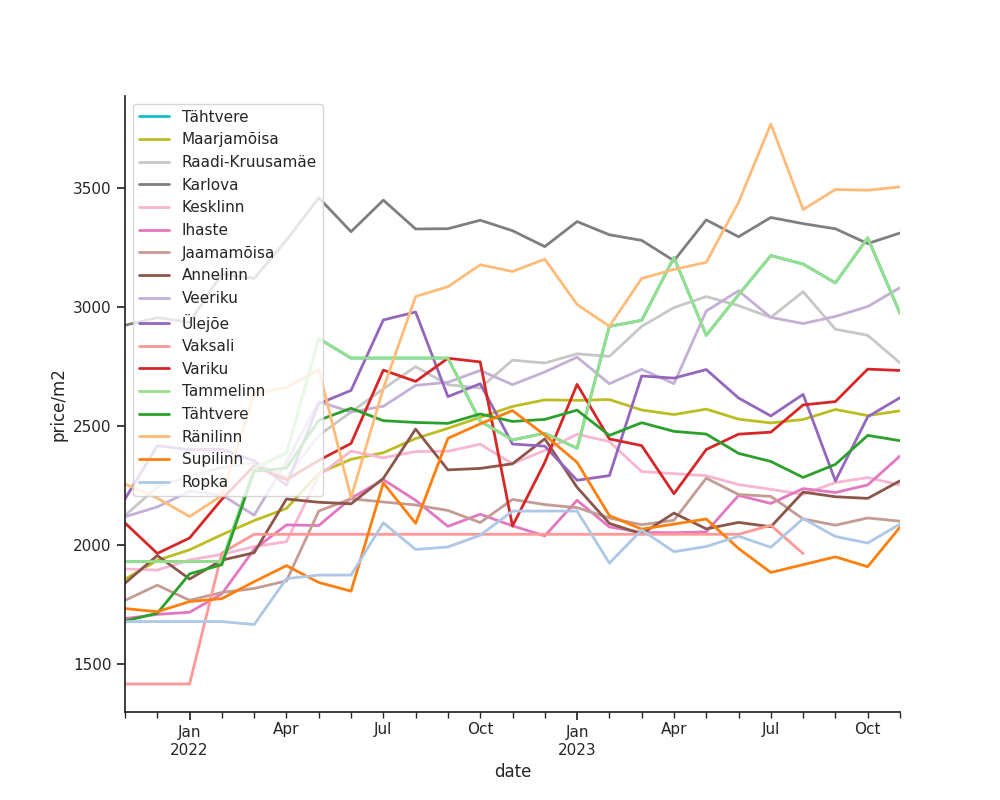 Tähtvere
Maarjamõisa
Raadi-Kruusamäe
Karlova
Kesklinn
Ihaste
Jaamamõisa
Annelinn
Veeriku
Ülejõe
Vaksali
Variku
Tammelinn
Tähtvere
Ränilinn
Supilinn
Ropka
3500
3000
2500
2000
1500
price/m2
Jan Apr Jul Oct Jan Apr Jul Oct
2022 2023
date